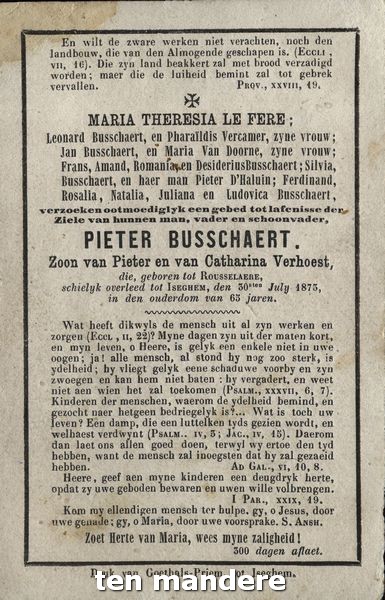 En wilt de zware werken niet verachten, noch den
landbouw, die van den Almogende geschapen is. (Eccli,
VII, 16). Die zyn land beakkert zal met brood verzadigd
worden; maer die de luiheid bemint zal tot gebrek
vervallen. Prov., XXVIII, 19.
✠
MARIA THERESIA LE FERE;
Leonard Busschaert, en Pharaïldis Vercamer, zyne vrouw;
Jan Busschaert, en Maria Van Doorne, zyne vrouw;
Frans, Amand, Romania, en Desiderius Busschaert; Silvia,
Busschaert, en haer man Pieter D'Haluin; Ferdinand,
Rosalia, Natalia, Juliana en Ludovica Busschaert,
verzoeken ootmoediglyk een gebed tot lafenisse der
Ziele van hunnen man, vader en schoonvader,
PIETER BUSSCHAERT.
Zoon van Pieter en van Catharina Verhoest,
die, geboren tot Rousselaere,
schielyk overleed tot Iseghem, den 30sten July 1875,
in den ouderdom van 65 jaren.
Wat heeft dikwyls de mensch uit al zyn werken en
zorgen (Eccl, II, 22)? Myne dagen zyn uit der maten kort,
en myn leven, o Heere, is gelyk een enkele niet in uwe
oogen; ja! alle mensch, al stond hy nog zoo sterk, is
ydelheid; hy vliegt gelyk eene schaduwe voorby en zyn
zwoegen en kan hem niet baten: hy vergadert, en weet
niet aen wien het zal toekomen (Psalm., XXXVII, 6, 7).
Kinderen der menschen, waerom de ydelheid bemind, en
gezocht naer hetgeen bedriegelyk is?... Wat is toch uw
leven? Een damp, die een luttelken tyds gezien wordt, en
welhaest verdwynt (Psalm.. IV, 3; Jac., IV, 15). Daerom
dan laet ons allen goed doen, terwyl wy ertoe den tyd
hebben, want de mensch zal inoegsten dat hy zal gezaeid
hebben. Ad Gal., VI, 10, 8.
Heere, geef aen myne kinderen een deugdryk herte,
opdat zy uwe geboden bewaren en uwen wille volbrengen.
I Par., XXIX, 19.
Kom my ellendigen mensch ter hulpe, gy, o Jesus, door
uwe genade; gy, o Maria, door uwe voorsprake. S. Ansh.
Zoet Herte van Maria, wees myne zaligheid!
300 dagen aflaet.
Druk van Goethals-Priem, tot Iseghem.
ten mandere